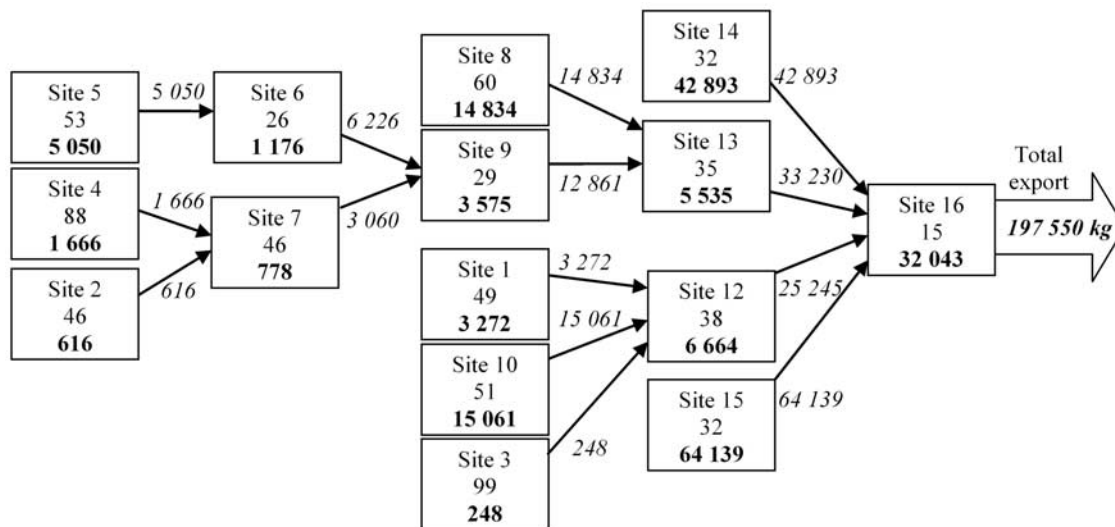 Site 5
53
5 050
5 050
Site 6
26
1 176
6 226
Site 4
88
1 666
1 666
Site 2
46
616
616
Site 7
46
778
3 060
Site 8
60
14 834
14 834
Site 9
29
3 575
12 861
Site 1
49
3 272
3 272
Site 10
51
15 061
15 061
Site 3
99
248
248
Site 14
32
42 893
42 893
Site 13
35
5 535
33 230
Site 12
38
6 664
25 245
Site 15
32
64 139
64 139
Site 16
15
32 043
Total
export
197 550 kg